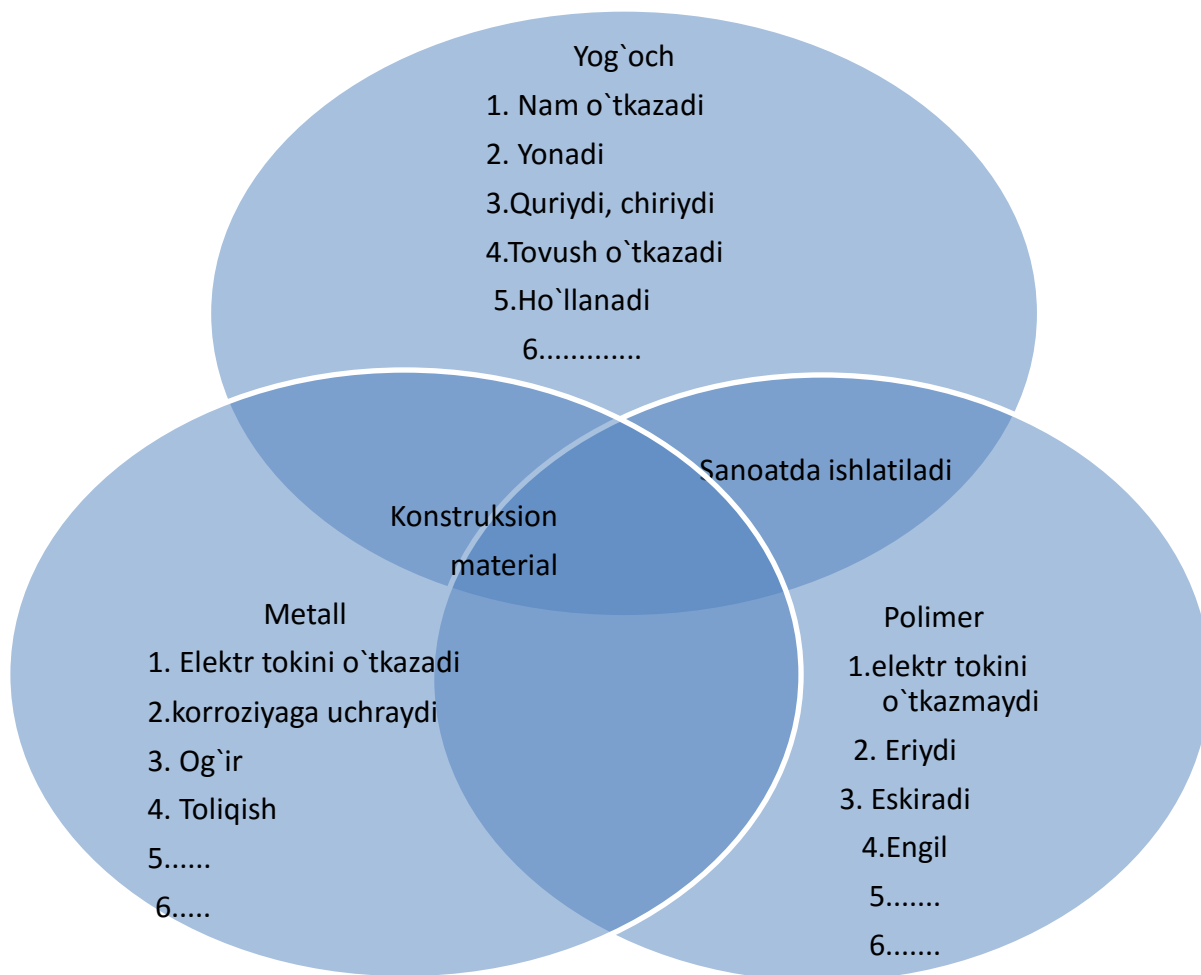 Yog`och
1. Nam o`tkazadi
2. Yonadi
3.Quriydi, chiriydi
4.Tovush o`tkazadi
5.Ho`llanadi
6.............
Sanoatda ishlatiladi
Konstruksion
material
Metall
1. Elektr tokini o`tkazadi
2.korroziyaga uchraydi
3. Og`ir
4. Toliqish
5......
6.....
Polimer
1.elektr tokini
o`tkazmaydi
2. Eriydi
3. Eskiradi
4.Engil
5.......
6.......